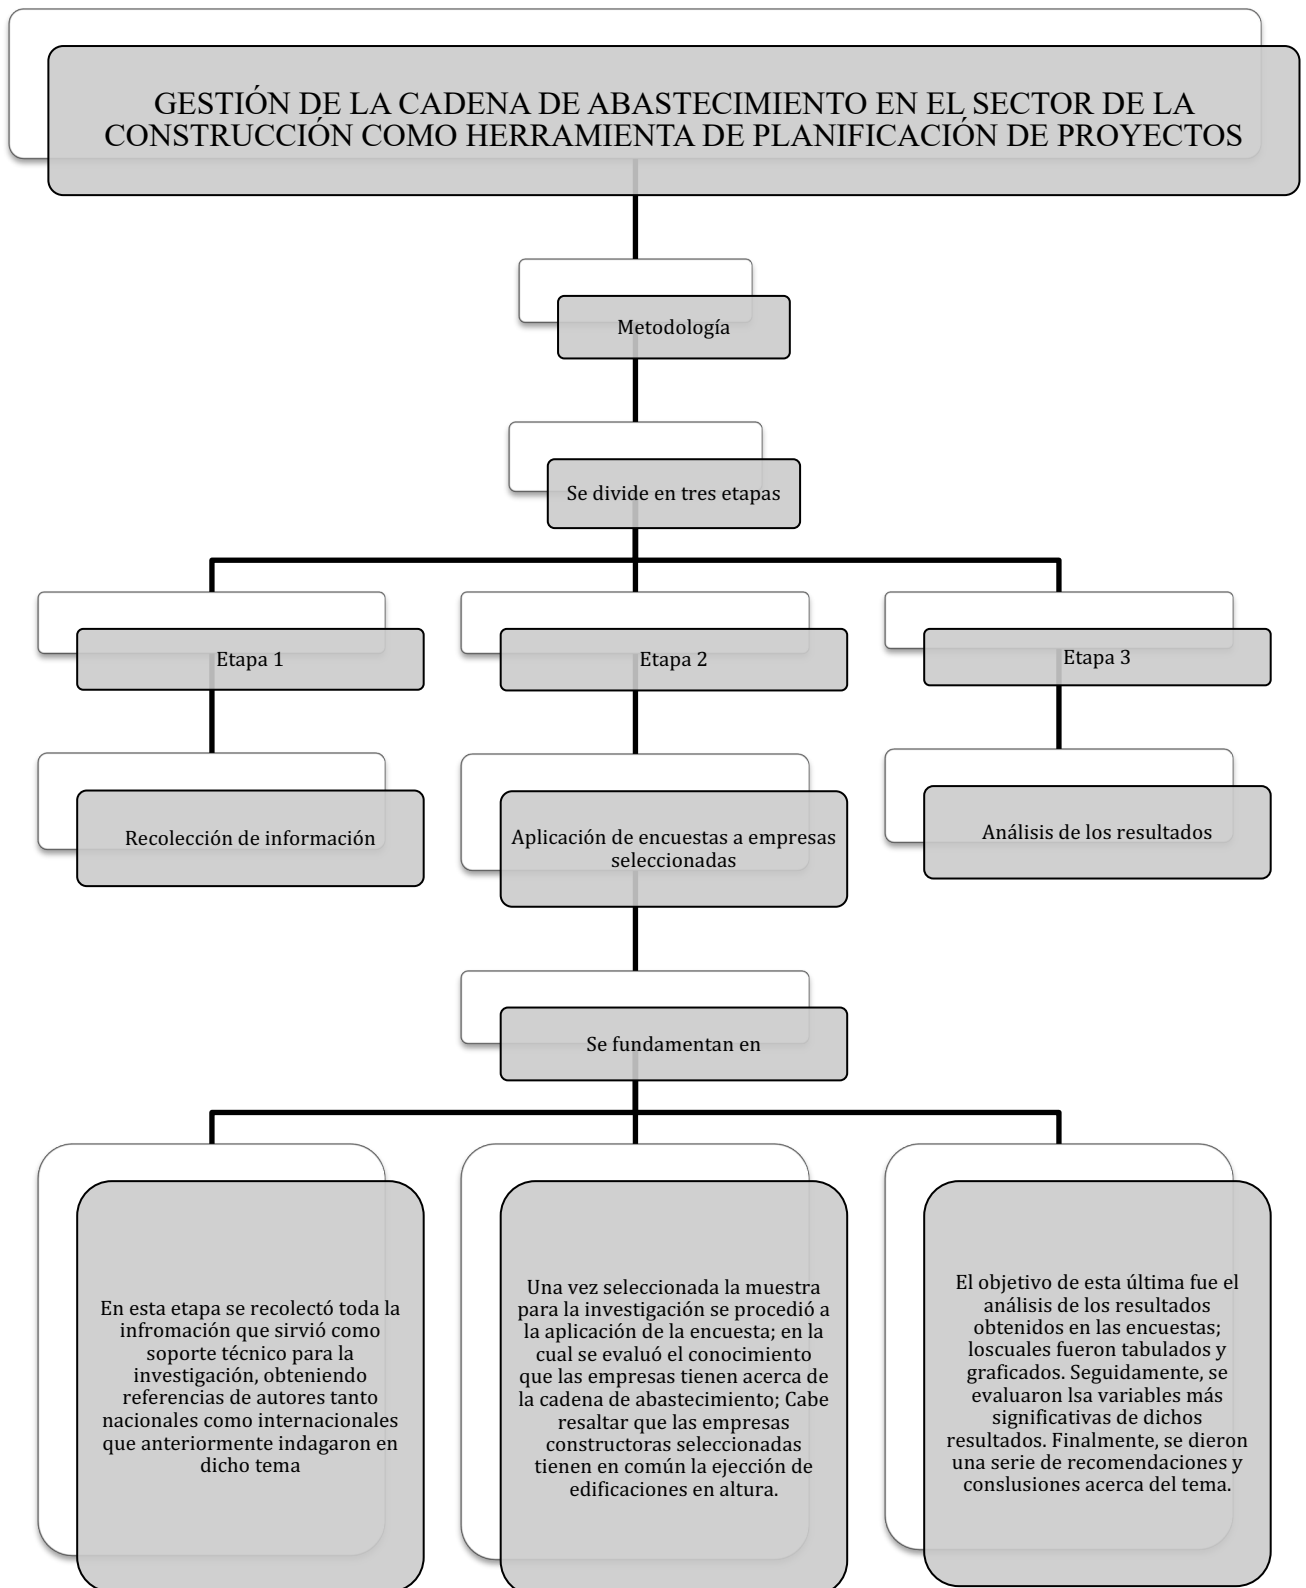 GESTIÓN DE LA CADENA DE ABASTECIMIENTO EN EL SECTOR DE LA
CONSTRUCCIÓN COMO HERRAMIENTA DE PLANIFICACIÓN DE PROYECTOS
Metodología
Se divide en tres etapas
Etapa 1
Etapa 2
Etapa 3
Recolección de información
Aplicación de encuestas a empresas
seleccionadas
Análisis de los resultados
Se fundamentan en
En esta etapa se recolectó toda la
infromación que sirvió como
soporte técnico para la
investigación, obteniendo
referencias de autores tanto
nacionales como internacionales
que anteriormente indagaron en
dicho tema
Una vez seleccionada la muestra
para la investigación se procedió a
la aplicación de la encuesta; en la
cual se evaluó el conocimiento
que las empresas tienen acerca de
la cadena de abastecimiento; Cabe
resaltar que las empresas
constructoras seleccionadas
tienen en común la ejección de
edificaciones en altura.
El objetivo de esta última fue el
análisis de los resultados
obtenidos en las encuestas;
loscuales fueron tabulados y
graficados. Seguidamente, se
evaluaron lsa variables más
significativas de dichos
resultados. Finalmente, se dieron
una serie de recomendaciones y
conslusiones acerca del tema.